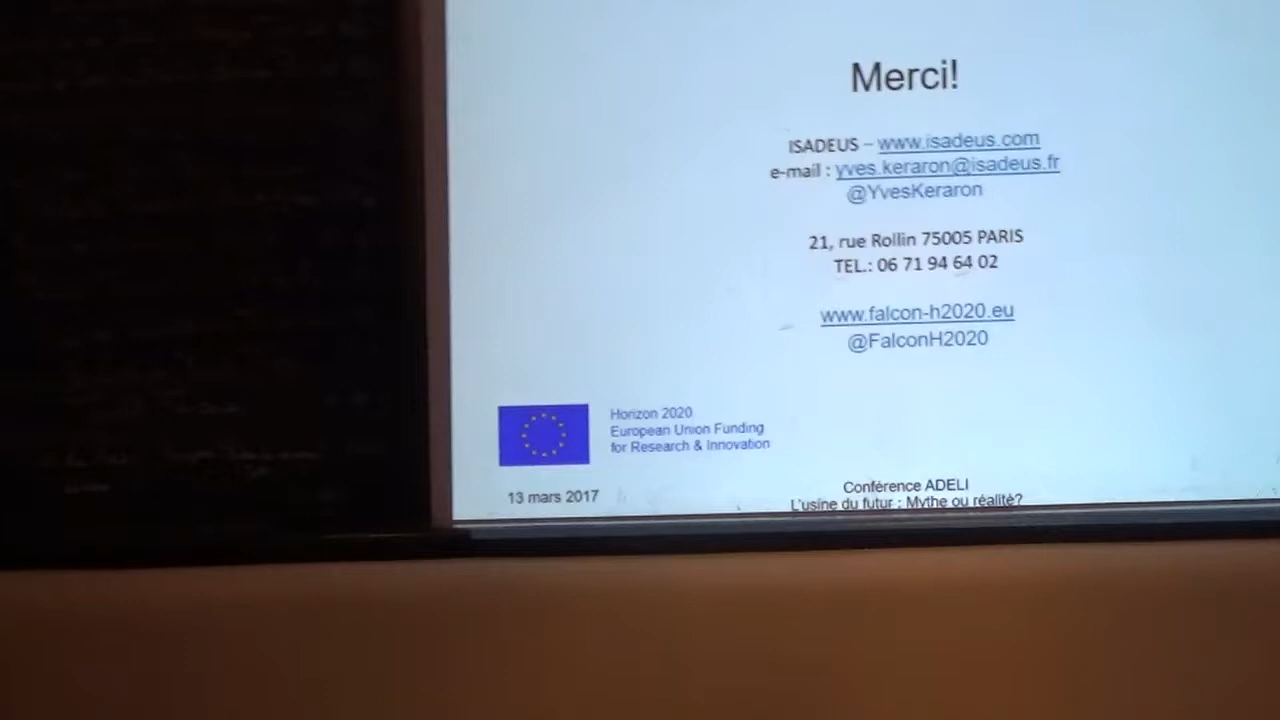 Merci!
ISADEUS – www.isadeus.com
e-mail : yves.keraron@isadeus.fr
@YvesKeraron
21, rue Rollin 75005 PARIS
TEL.: 06 71 94 64 02
www.falcon-h2020.eu
@FalconH2020
Horizon 2020
European Union Funding
for Research & Innovation
13 mars 2017
Conférence ADELI
L'usine du futur : Mythe ou réalité?